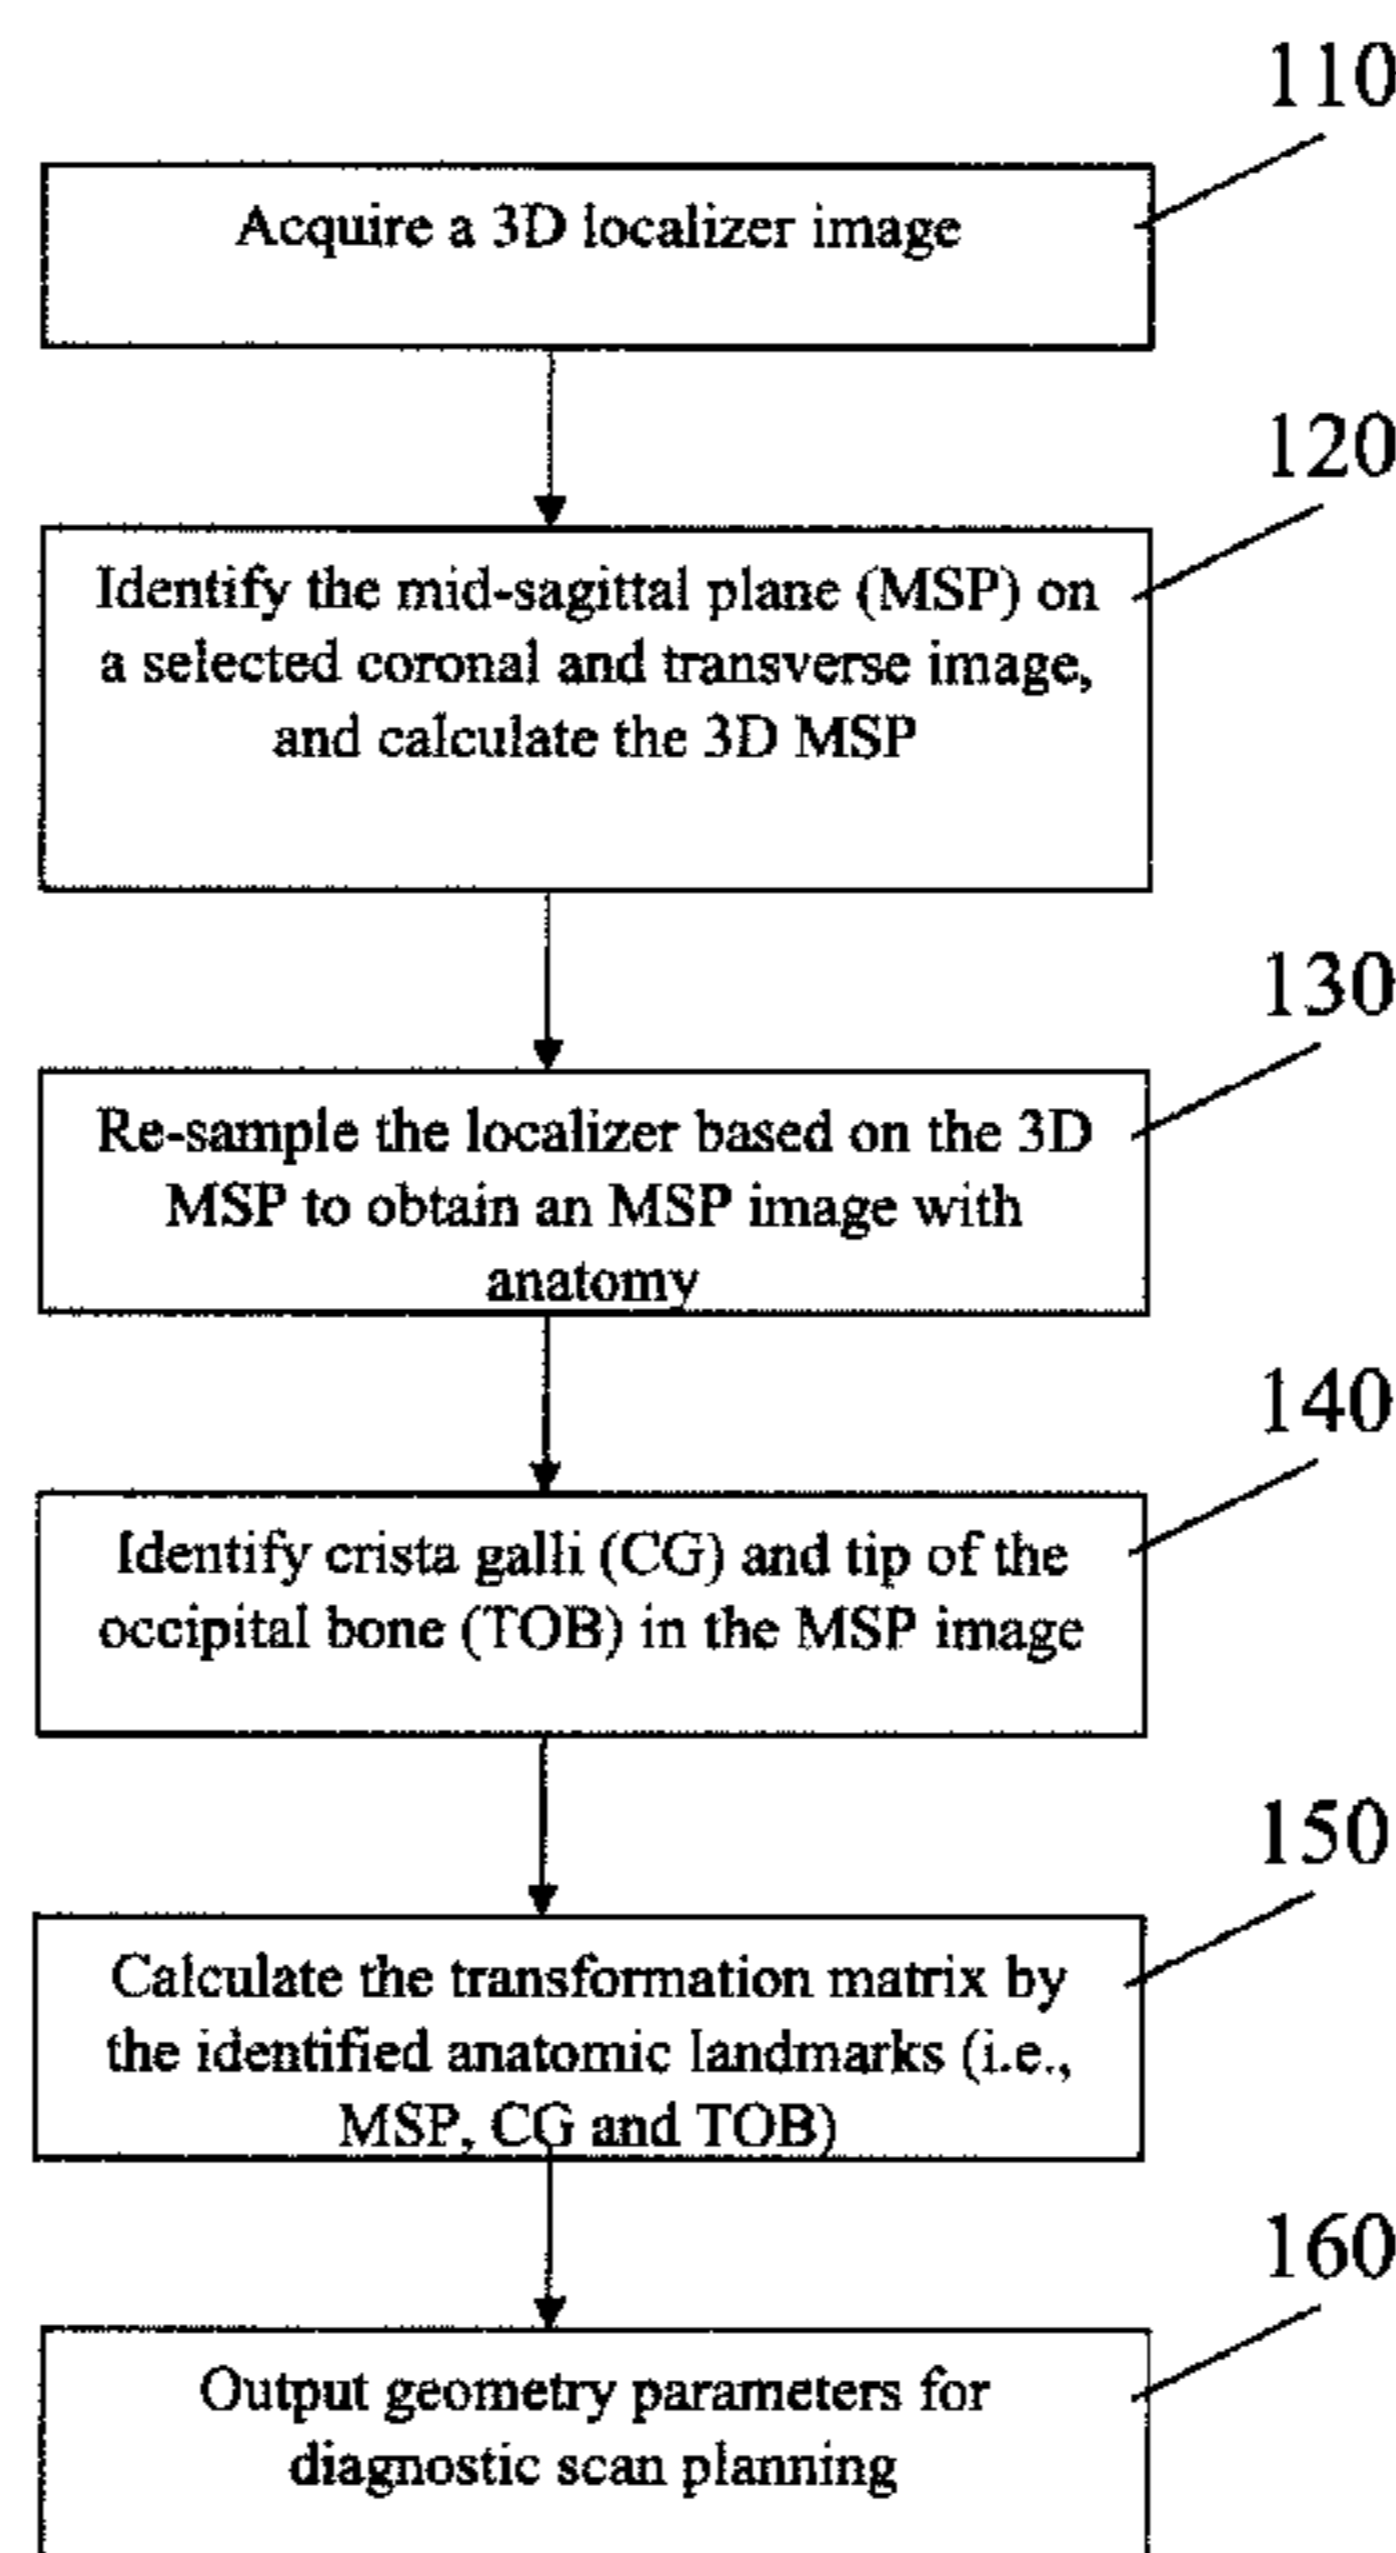 110
Acquire a 3D localizer image
120
Identify the mid-sagittal plane (MSP) on
a selected coronal and transverse image,
and calculate the 3D MSP
130
Re-sample the localizer based on the 3D
MSP to obtain an MSP image with
anatomy
140
Identify crista galli (CG) and tip of the
occipital bone (TOB) in the MSP image
150
Calculate the transformation matrix by
the identified anatomic landmarks (i.e.,
MSP, CG and TOB)
160
Output geometry parameters for
diagnostic scan planning